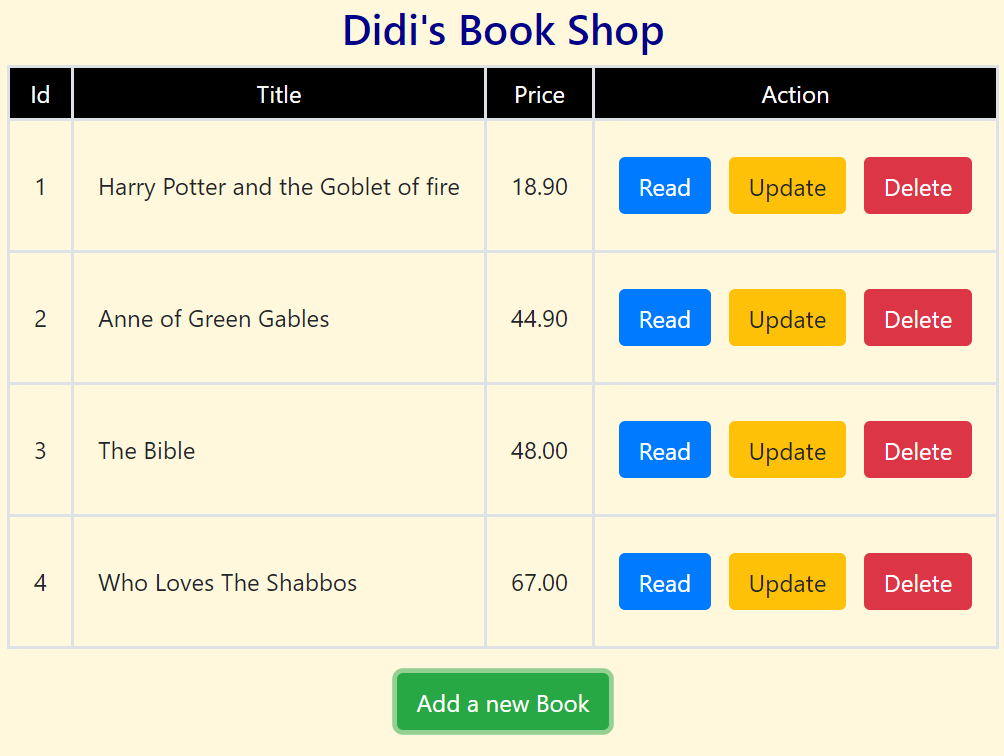 Didi's Book Shop
Id Title Price Action
1 Harry Potter and the Goblet of fire 18.90 Read Update Delete
2 Anne of Green Gables 44.90 Read Update Delete
3 The Bible 48.00 Read Update Delete
4 Who Loves The Shabbos 67.00 Read Update Delete
Add a new Book